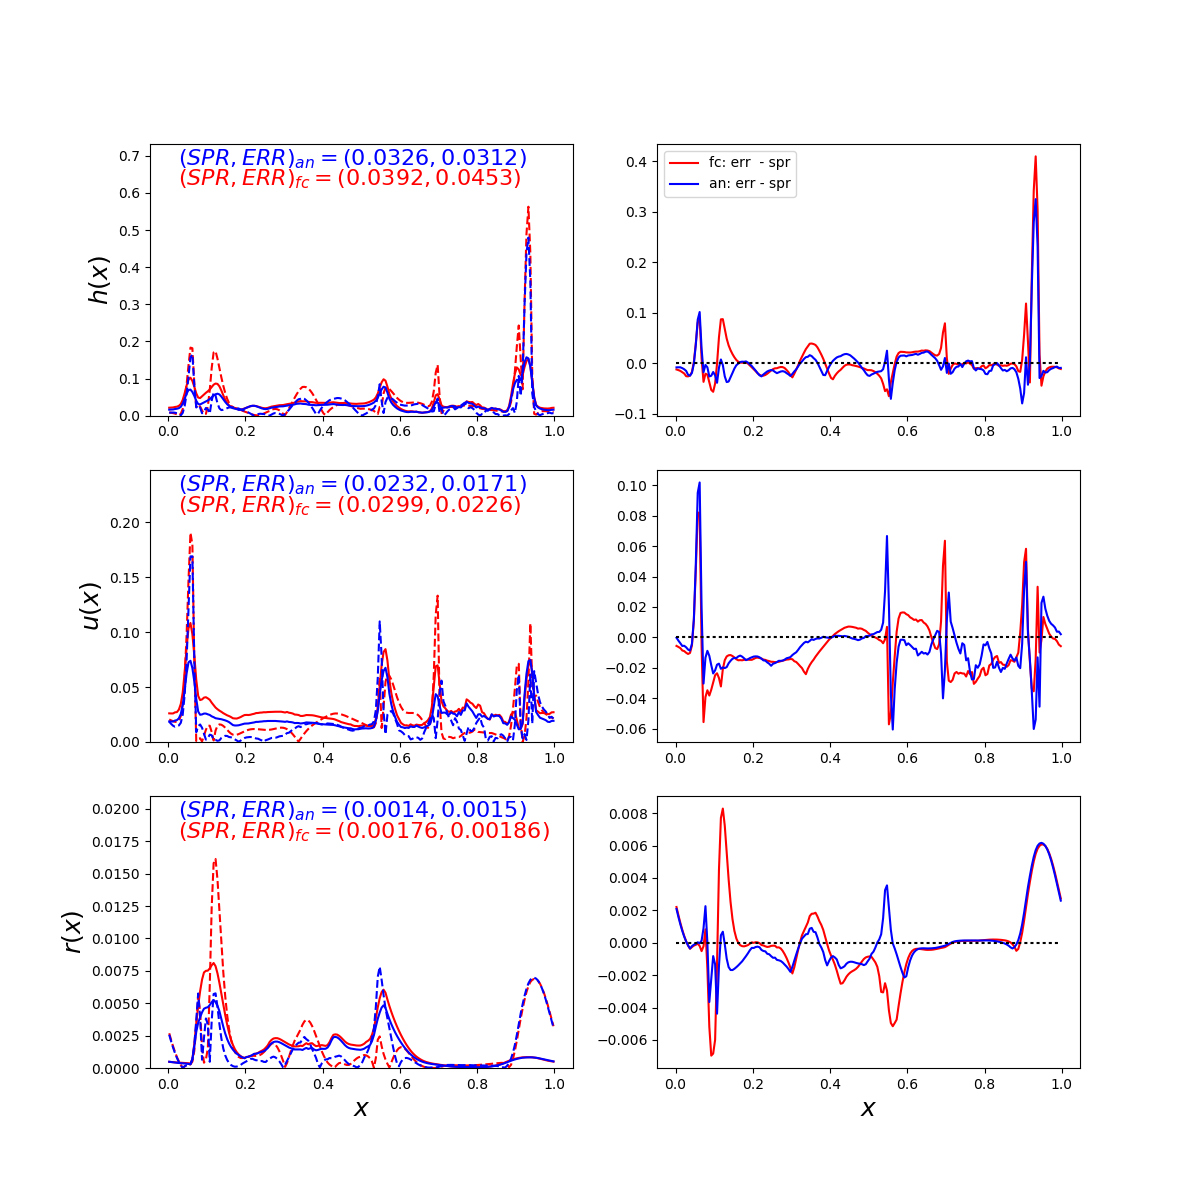 (SPR, ERR)an = (0.0326, 0.0312)
(SPR, ERR)fc = (0.0392, 0.0453)
h(x)
0.7
0.6
0.5
0.4
0.3
0.2
0.1
0.0
0.0 0.2 0.4 0.6 0.8 1.0
fc: err - spr
an: err - spr
0.4
0.3
0.2
0.1
0.0
−0.1
0.0 0.2 0.4 0.6 0.8 1.0
(SPR, ERR)an = (0.0232, 0.0171)
(SPR, ERR)fc = (0.0299, 0.0226)
u(x)
0.20
0.15
0.10
0.05
0.00
0.0 0.2 0.4 0.6 0.8 1.0
0.10
0.08
0.06
0.04
0.02
0.00
−0.02
−0.04
−0.06
0.0 0.2 0.4 0.6 0.8 1.0
(SPR, ERR)an = (0.0014, 0.0015)
(SPR, ERR)fc = (0.00176, 0.00186)
r(x)
0.0200
0.0175
0.0150
0.0125
0.0100
0.0075
0.0050
0.0025
0.0000
0.0 0.2 0.4 0.6 0.8 1.0
x
0.008
0.006
0.004
0.002
0.000
−0.002
−0.004
−0.006
0.0 0.2 0.4 0.6 0.8 1.0
x